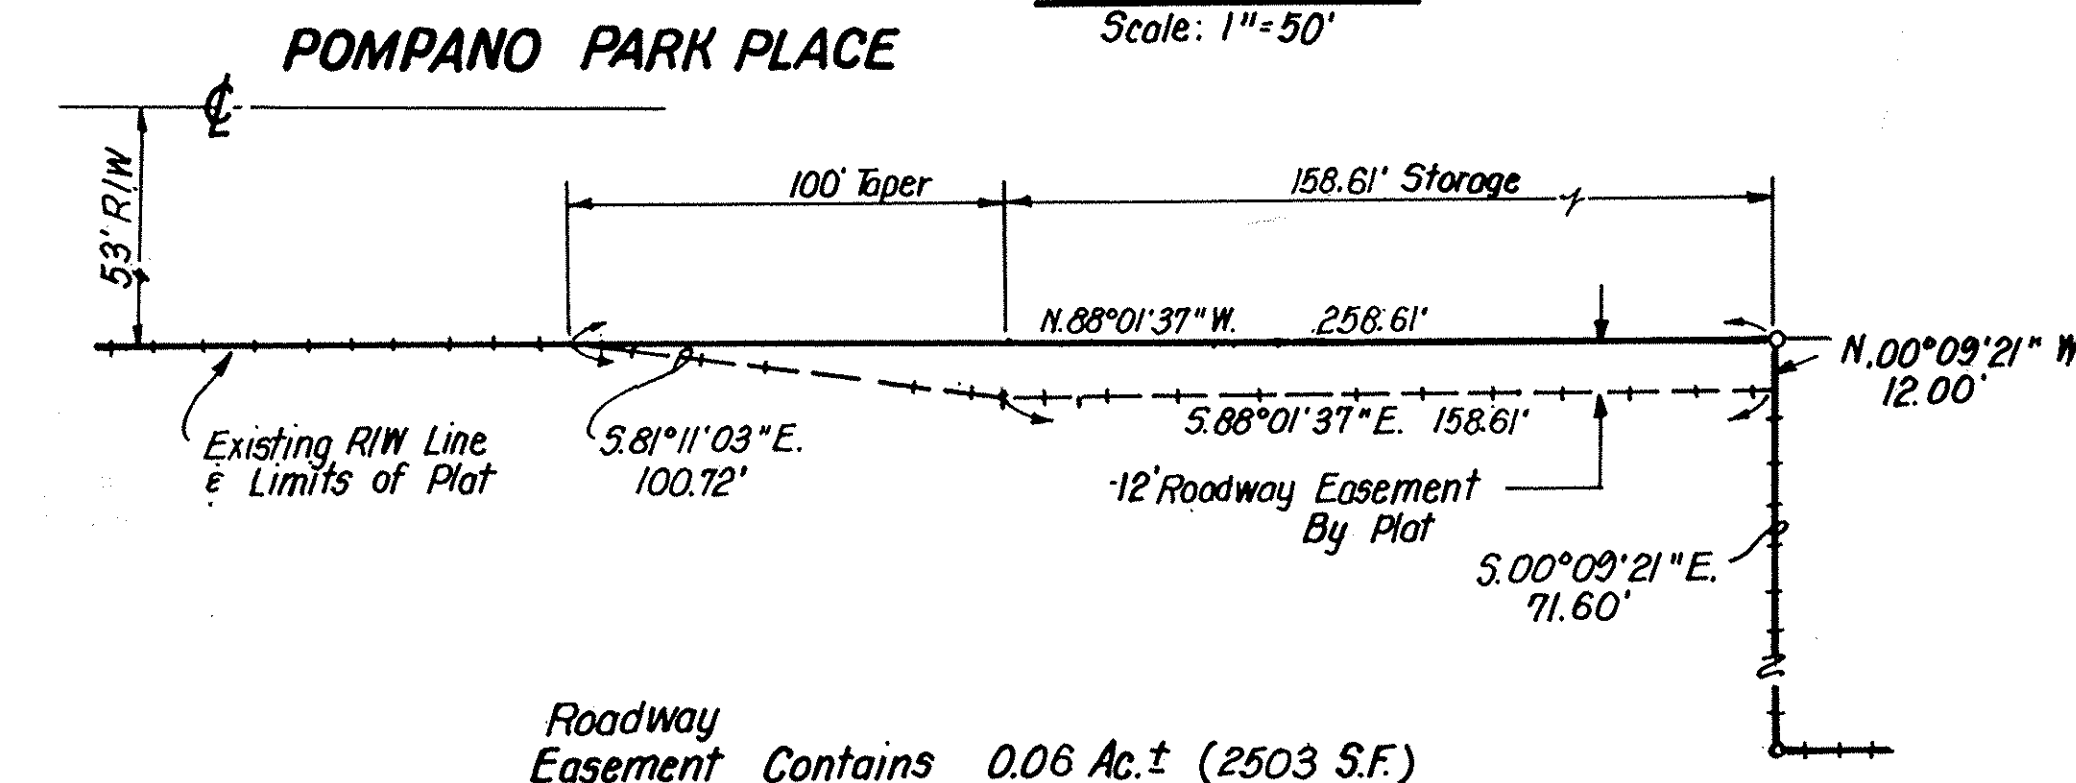 Scale: 1"=50'
POMPANO PARK PLACE
℄
53' R/W
100' Taper
158.61' Storage
N.88°01'37"W. 258.61'
N.00°09'21" W
12.00'
S.88°01'37"E. 158.61'
Existing R/W Line
& Limits of Plat
S.81°11'03"E.
100.72'
12' Roadway Easement
By Plat
S.00°09'21"E.
71.60'
Roadway
Easement Contains 0.06 Ac.± (2503 S.F.)